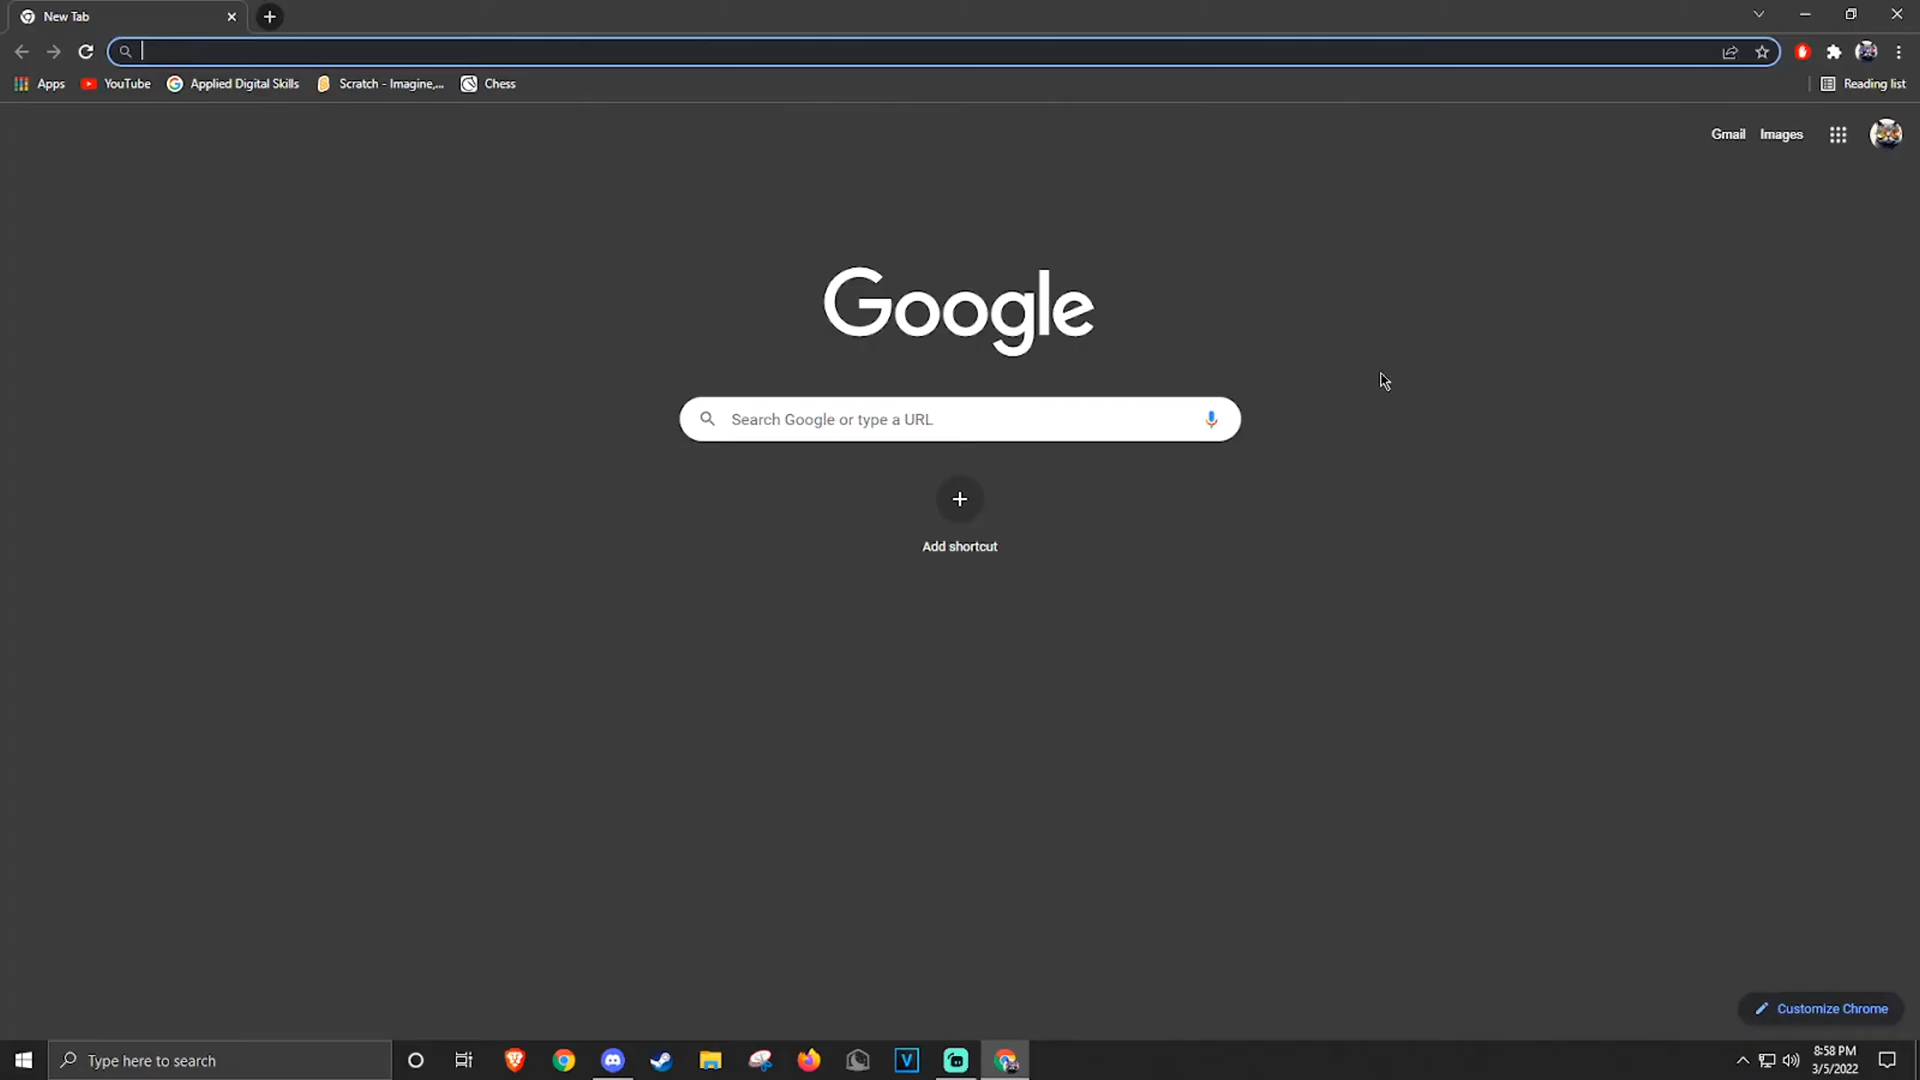 New Tab
Apps YouTube Applied Digital Skills Scratch - Imagine,... Chess Reading list
Gmail Images
Google
Search Google or type a URL
Add shortcut
Customize Chrome
Type here to search
V
8:58 PM
3/5/2022